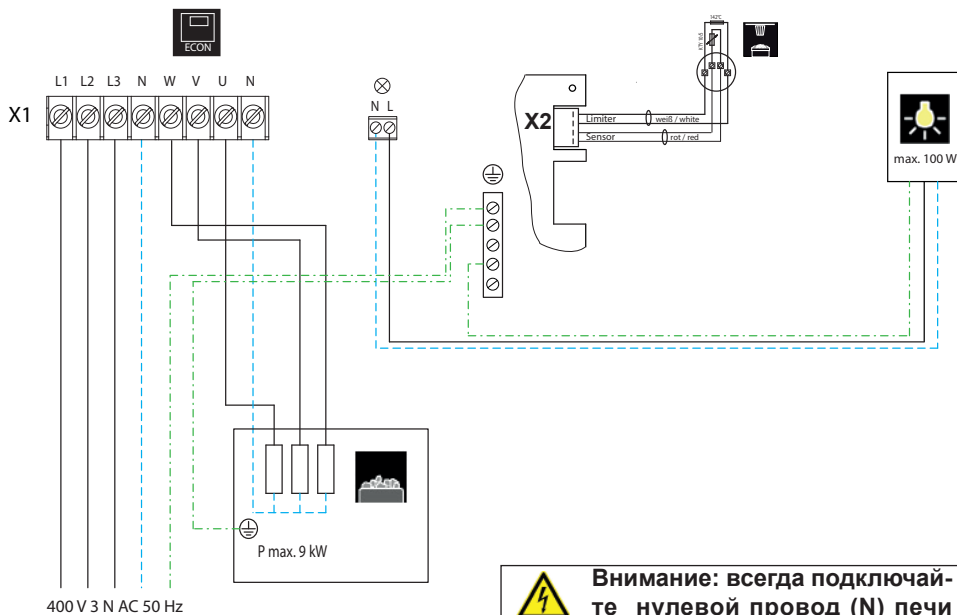 ECON
L1 L2 L3 N W V U N
X1
N L
142°C
X2
Limiter
weiß / white
Sensor
rot / red
max. 100 W
P max. 9 kW
400 V 3 N AC 50 Hz
Внимание: всегда подключай-
те нулевой провод (N) печи